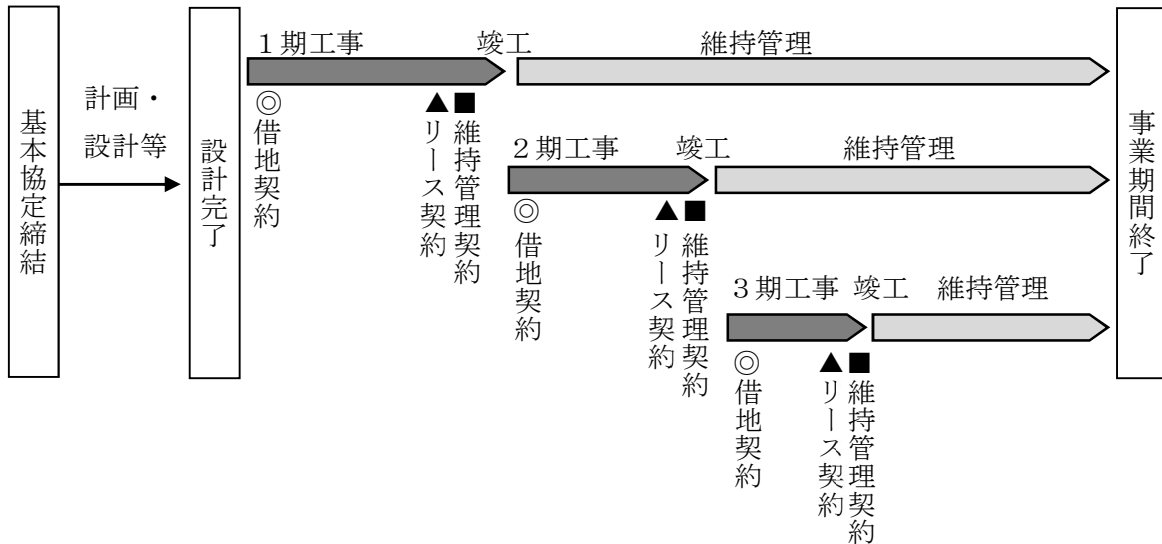 基本協定締結
計画・
設計等
設計完了
１期工事
竣工
維持管理
◎借地契約
▲リース契約
■維持管理契約
２期工事
竣工
維持管理
◎借地契約
▲リース契約
■維持管理契約
３期工事
竣工
維持管理
◎借地契約
▲リース契約
■維持管理契約
事業期間終了